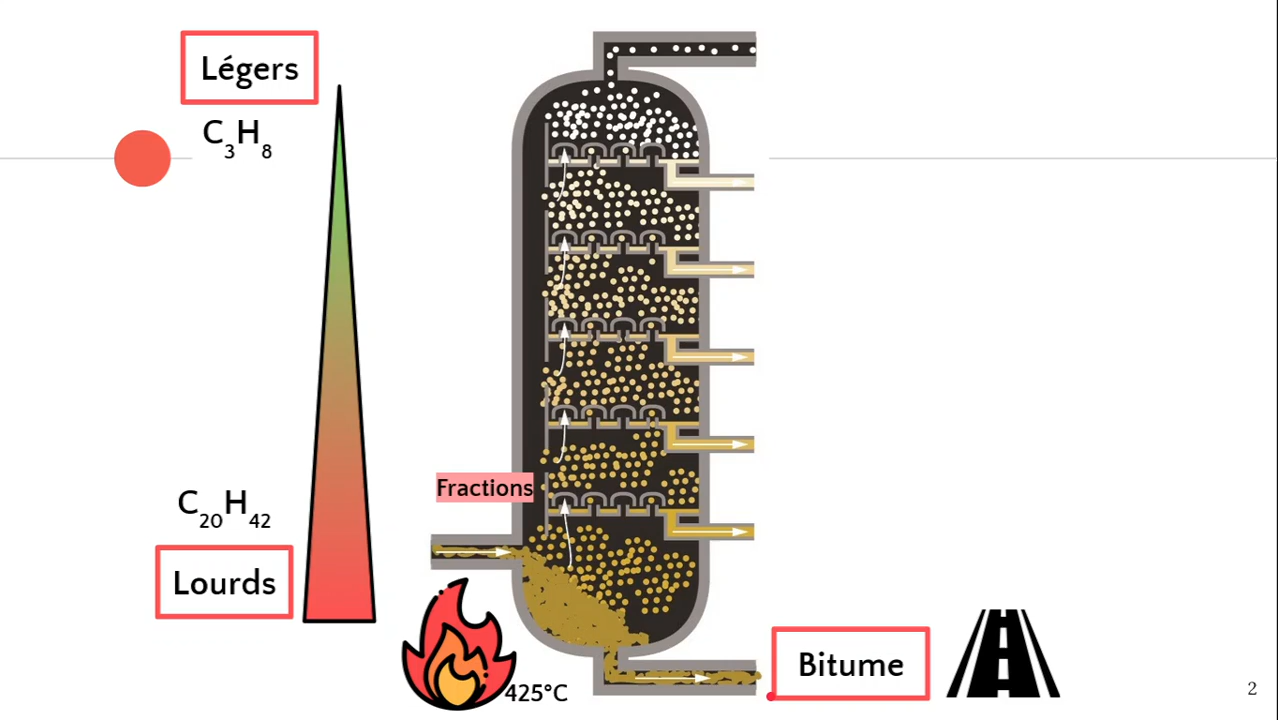 Légers
C₃H₈
Fractions
C₂₀H₄₂
Lourds
425°C
Bitume
2